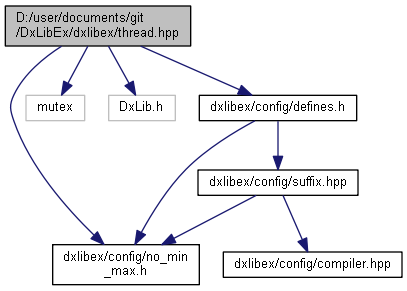 D:/user/documents/git
/DxLibEx/dxlibex/thread.hpp
mutex
DxLib.h
dxlibex/config/defines.h
dxlibex/config/suffix.hpp
dxlibex/config/no_min
_max.h
dxlibex/config/compiler.hpp